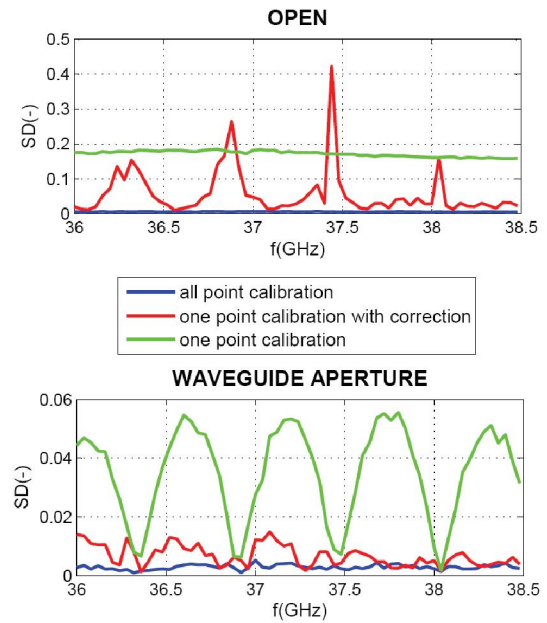 OPEN
0.5
0.4
0.3
0.2
0.1
0
SD(-)
36 36.5 37 37.5 38 38.5
f(GHz)
all point calibration
one point calibration with correction
one point calibration
WAVEGUIDE APERTURE
0.06
0.04
0.02
0
SD(-)
36 36.5 37 37.5 38 38.5
f(GHz)